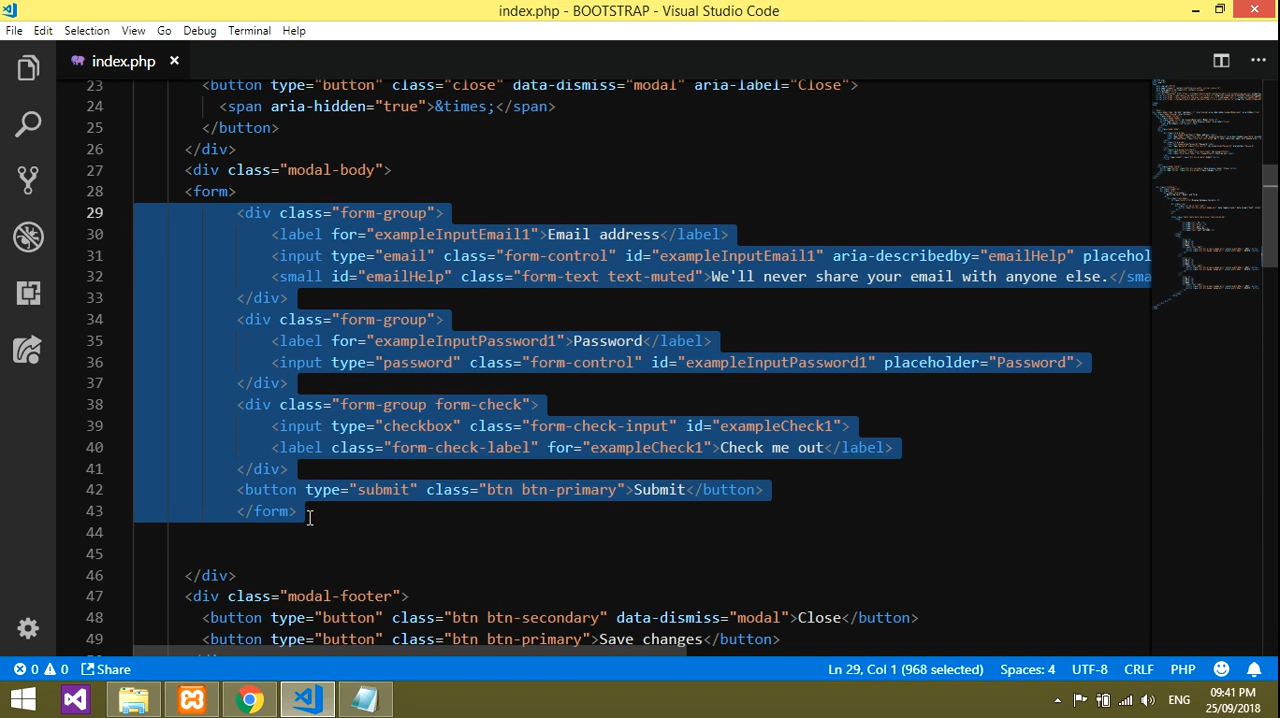 index.php - BOOTSTRAP - Visual Studio Code
File Edit Selection View Go Debug Terminal Help
index.php
23 <button type="button" class="close" data-dismiss="modal" aria-label="Close">
24 <span aria-hidden="true">&times;</span>
25 </button>
26 </div>
27 <div class="modal-body">
28 <form>
29 <div class="form-group">
30 <label for="exampleInputEmail1">Email address</label>
31 <input type="email" class="form-control" id="exampleInputEmail1" aria-describedby="emailHelp" placehol
32 <small id="emailHelp" class="form-text text-muted">We'll never share your email with anyone else.</sma
33 </div>
34 <div class="form-group">
35 <label for="exampleInputPassword1">Password</label>
36 <input type="password" class="form-control" id="exampleInputPassword1" placeholder="Password">
37 </div>
38 <div class="form-group form-check">
39 <input type="checkbox" class="form-check-input" id="exampleCheck1">
40 <label class="form-check-label" for="exampleCheck1">Check me out</label>
41 </div>
42 <button type="submit" class="btn btn-primary">Submit</button>
43 </form>
44
45
46 </div>
47 <div class="modal-footer">
48 <button type="button" class="btn btn-secondary" data-dismiss="modal">Close</button>
49 <button type="button" class="btn btn-primary">Save changes</button>
0 0 Share Ln 29, Col 1 (968 selected) Spaces: 4 UTF-8 CRLF PHP
ENG
09:41 PM
25/09/2018